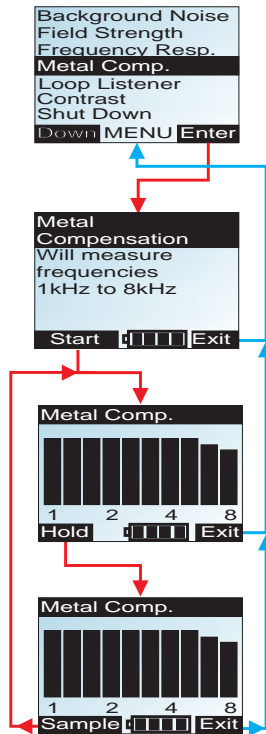 Background Noise
Field Strength
Frequency Resp.
Metal Comp.
Loop Listener
Contrast
Shut Down
Down MENU Enter
Metal
Compensation
Will measure
frequencies
1kHz to 8kHz
Start Exit
Metal Comp.
1 2 4 8
Hold Exit
Metal Comp.
1 2 4 8
Sample Exit